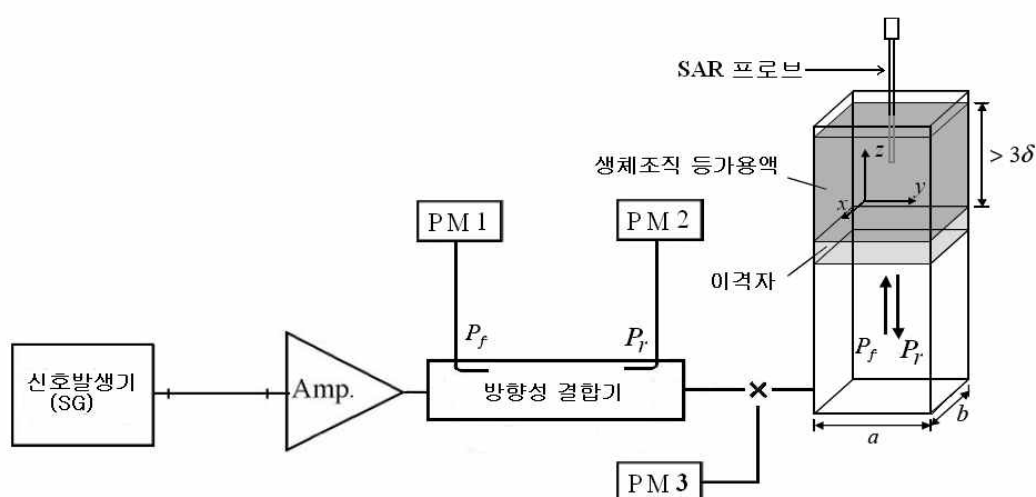 SAR 프로브
생체조직 등가용액
z
y
x
> 3δ
이격자
PM 1
PM 2
P_f
P_r
신호발생기
(SG)
Amp.
방향성 결합기
P_f
P_r
PM 3
a
b